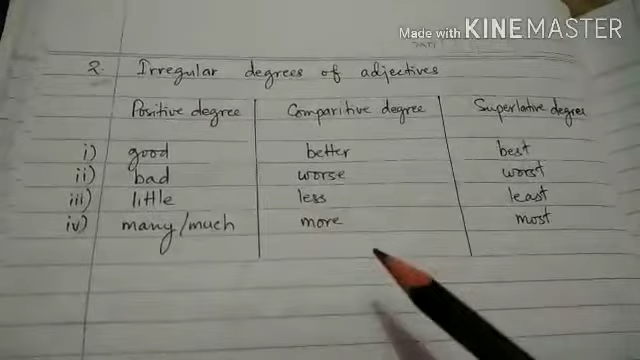 Made with KINEMASTER
2. Irregular degrees of adjectives
Positive degree Comparitive degree Superlative degree
i) good better best
ii) bad worse worst
iii) little less least
iv) many/much more most